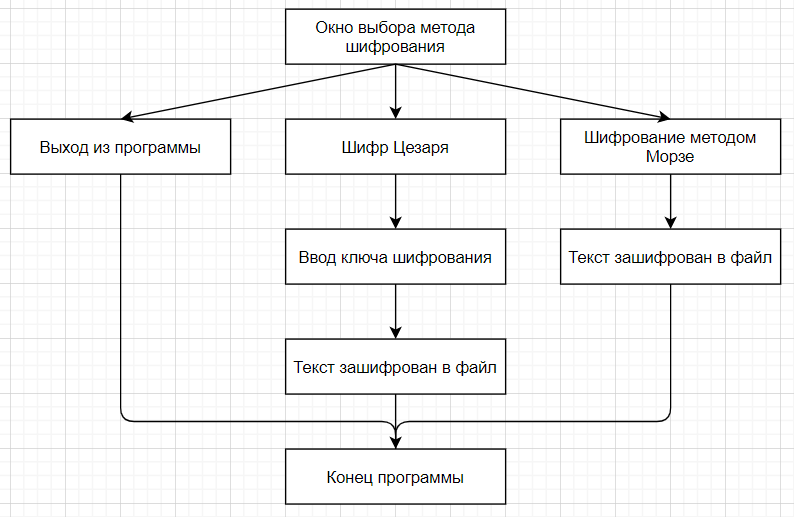 Окно выбора метода
шифрования
Выход из программы
Шифр Цезаря
Шифрование методом
Морзе
Ввод ключа шифрования
Текст зашифрован в файл
Текст зашифрован в файл
Конец программы